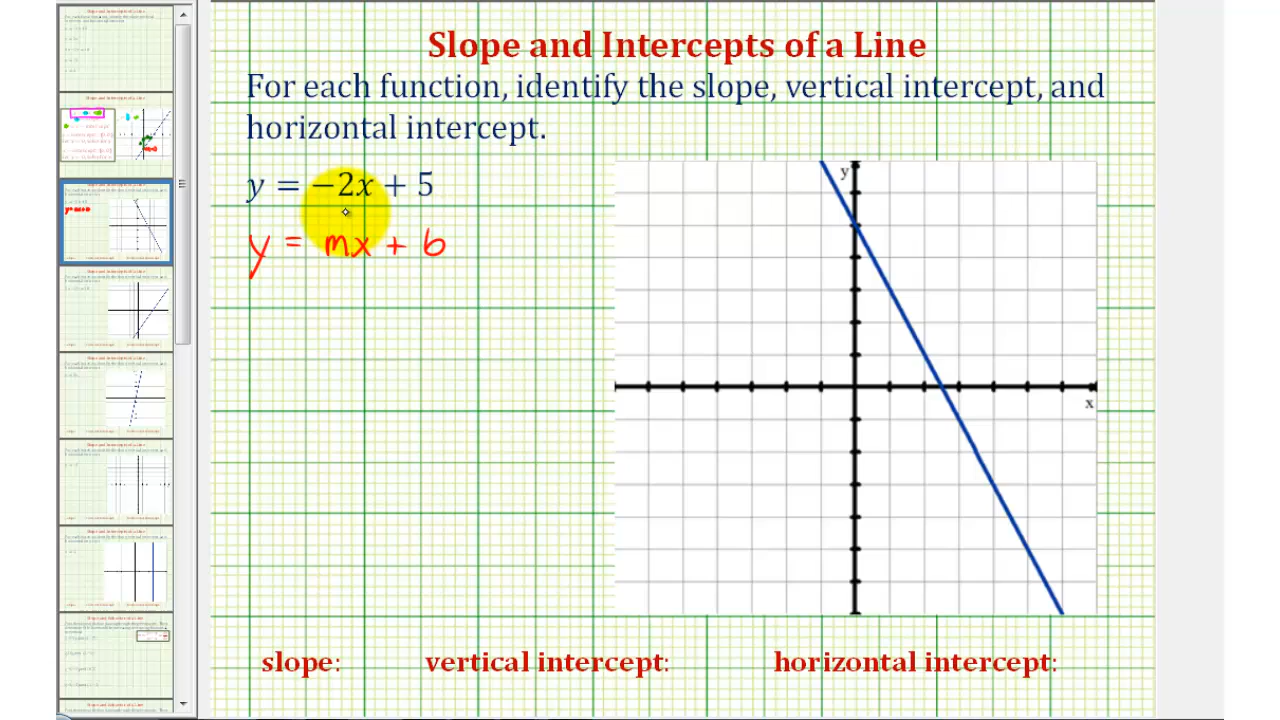 Slope and Intercepts of a Line
For each function, identify the slope, vertical intercept, and
horizontal intercept.
y = −2x + 5
y = mx + b
y
x
slope:
vertical intercept:
horizontal intercept: